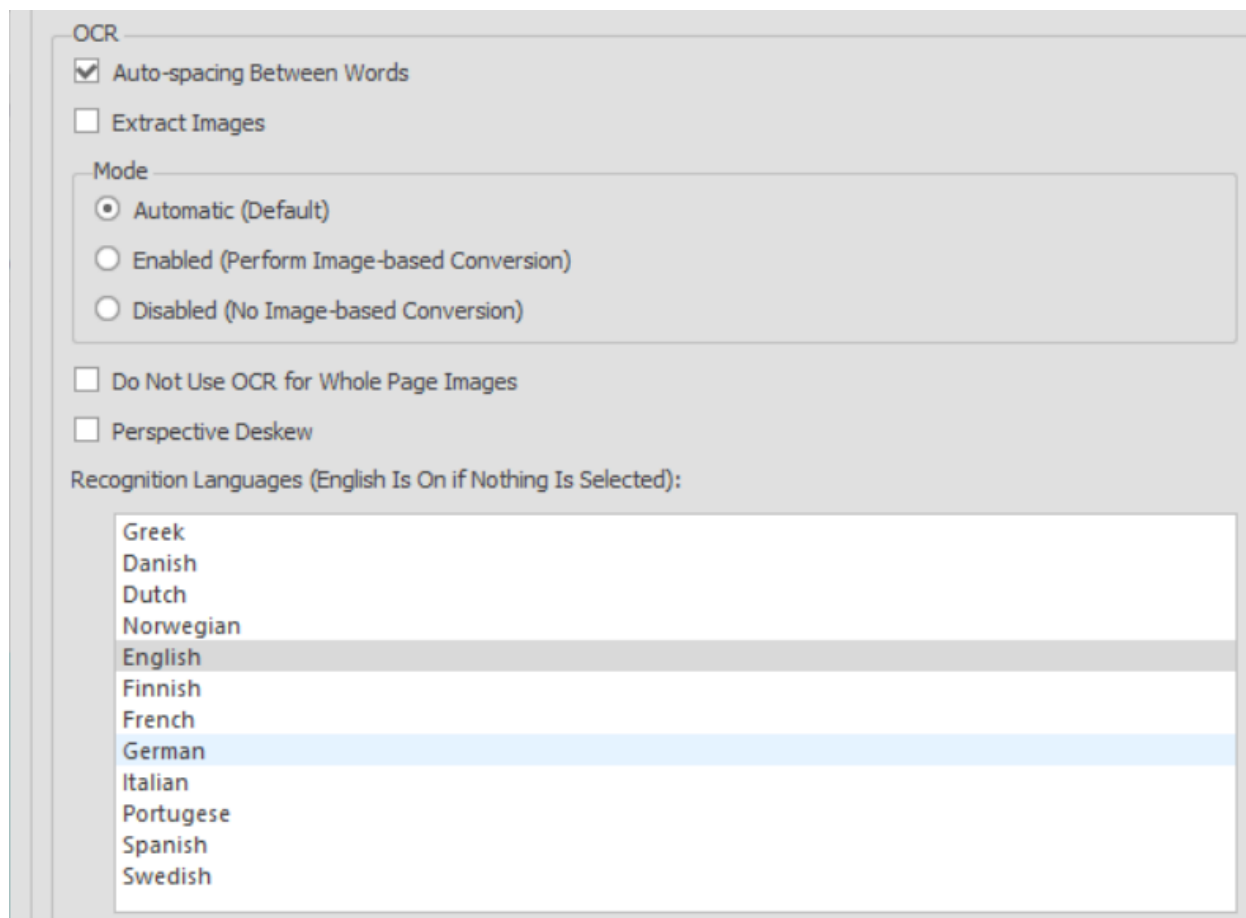 OCR
Auto-spacing Between Words
Extract Images
Mode
Automatic (Default)
Enabled (Perform Image-based Conversion)
Disabled (No Image-based Conversion)
Do Not Use OCR for Whole Page Images
Perspective Deskew
Recognition Languages (English Is On if Nothing Is Selected):
Greek
Danish
Dutch
Norwegian
English
Finnish
French
German
Italian
Portugese
Spanish
Swedish